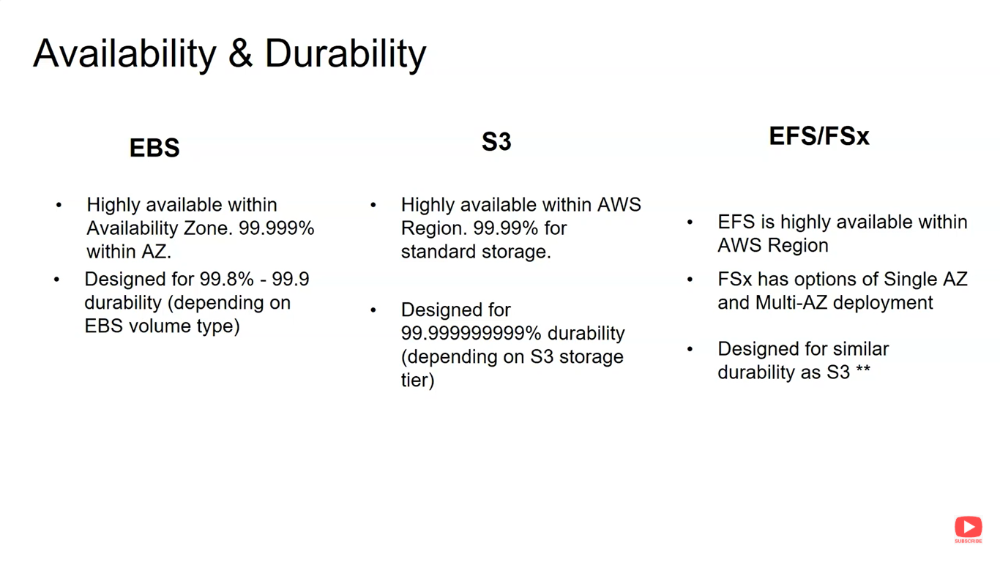 Availability & Durability
EBS
• Highly available within
Availability Zone. 99.999%
within AZ.
• Designed for 99.8% - 99.9
durability (depending on
EBS volume type)
S3
• Highly available within AWS
Region. 99.99% for
standard storage.
• Designed for
99.999999999% durability
(depending on S3 storage
tier)
EFS/FSx
• EFS is highly available within
AWS Region
• FSx has options of Single AZ
and Multi-AZ deployment
• Designed for similar
durability as S3 **
SUBSCRIBE